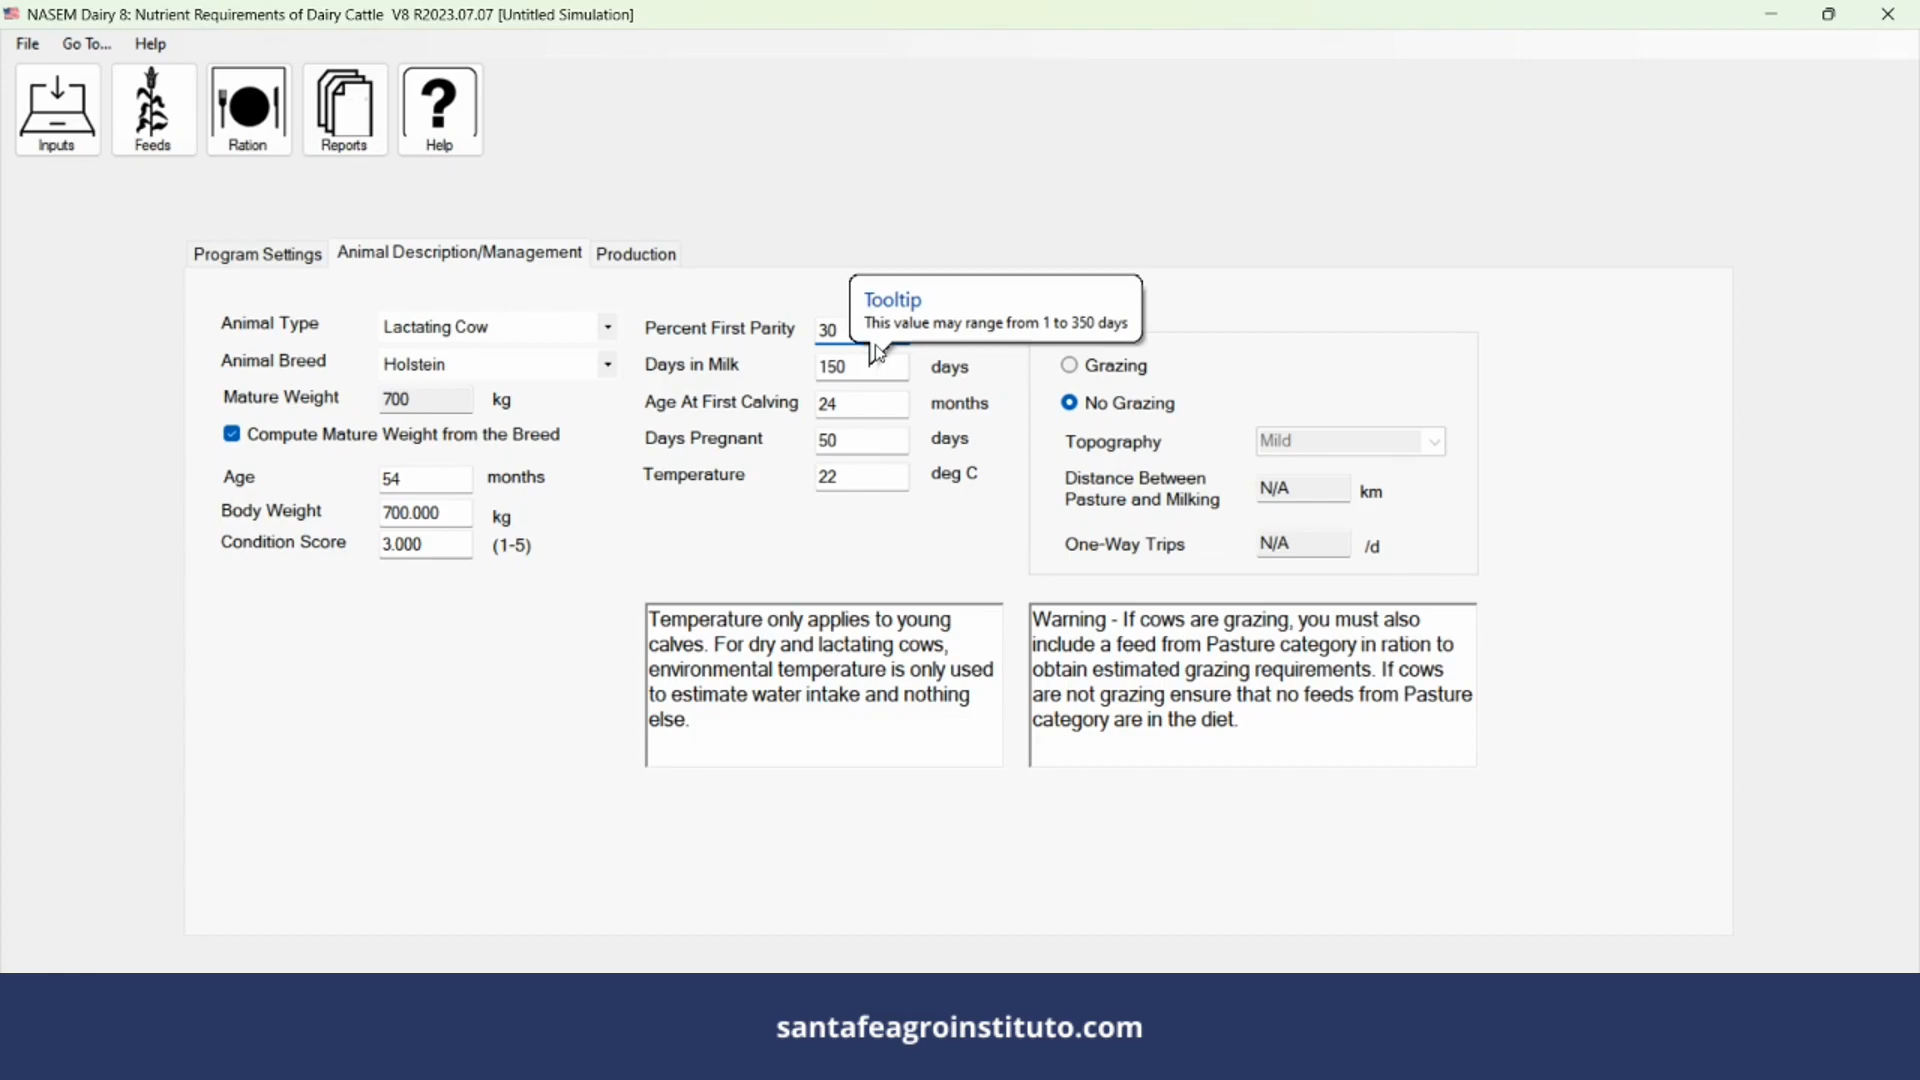 NASEM Dairy 8: Nutrient Requirements of Dairy Cattle V8 R2023.07.07 [Untitled Simulation]
File Go To... Help
Inputs Feeds Ration Reports Help
Program Settings Animal Description/Management Production
Tooltip
This value may range from 1 to 350 days
Animal Type Lactating Cow
Animal Breed Holstein
Mature Weight 700 kg
Compute Mature Weight from the Breed
Age 54 months
Body Weight 700.000 kg
Condition Score 3.000 (1-5)
Percent First Parity 30
Days in Milk 150 days
Age At First Calving 24 months
Days Pregnant 50 days
Temperature 22 deg C
Grazing
No Grazing
Topography Mild
Distance Between
Pasture and Milking N/A km
One-Way Trips N/A /d
Temperature only applies to young
calves. For dry and lactating cows,
environmental temperature is only used
to estimate water intake and nothing
else.
Warning - If cows are grazing, you must also
include a feed from Pasture category in ration to
obtain estimated grazing requirements. If cows
are not grazing ensure that no feeds from Pasture
category are in the diet.
santafeagroinstituto.com